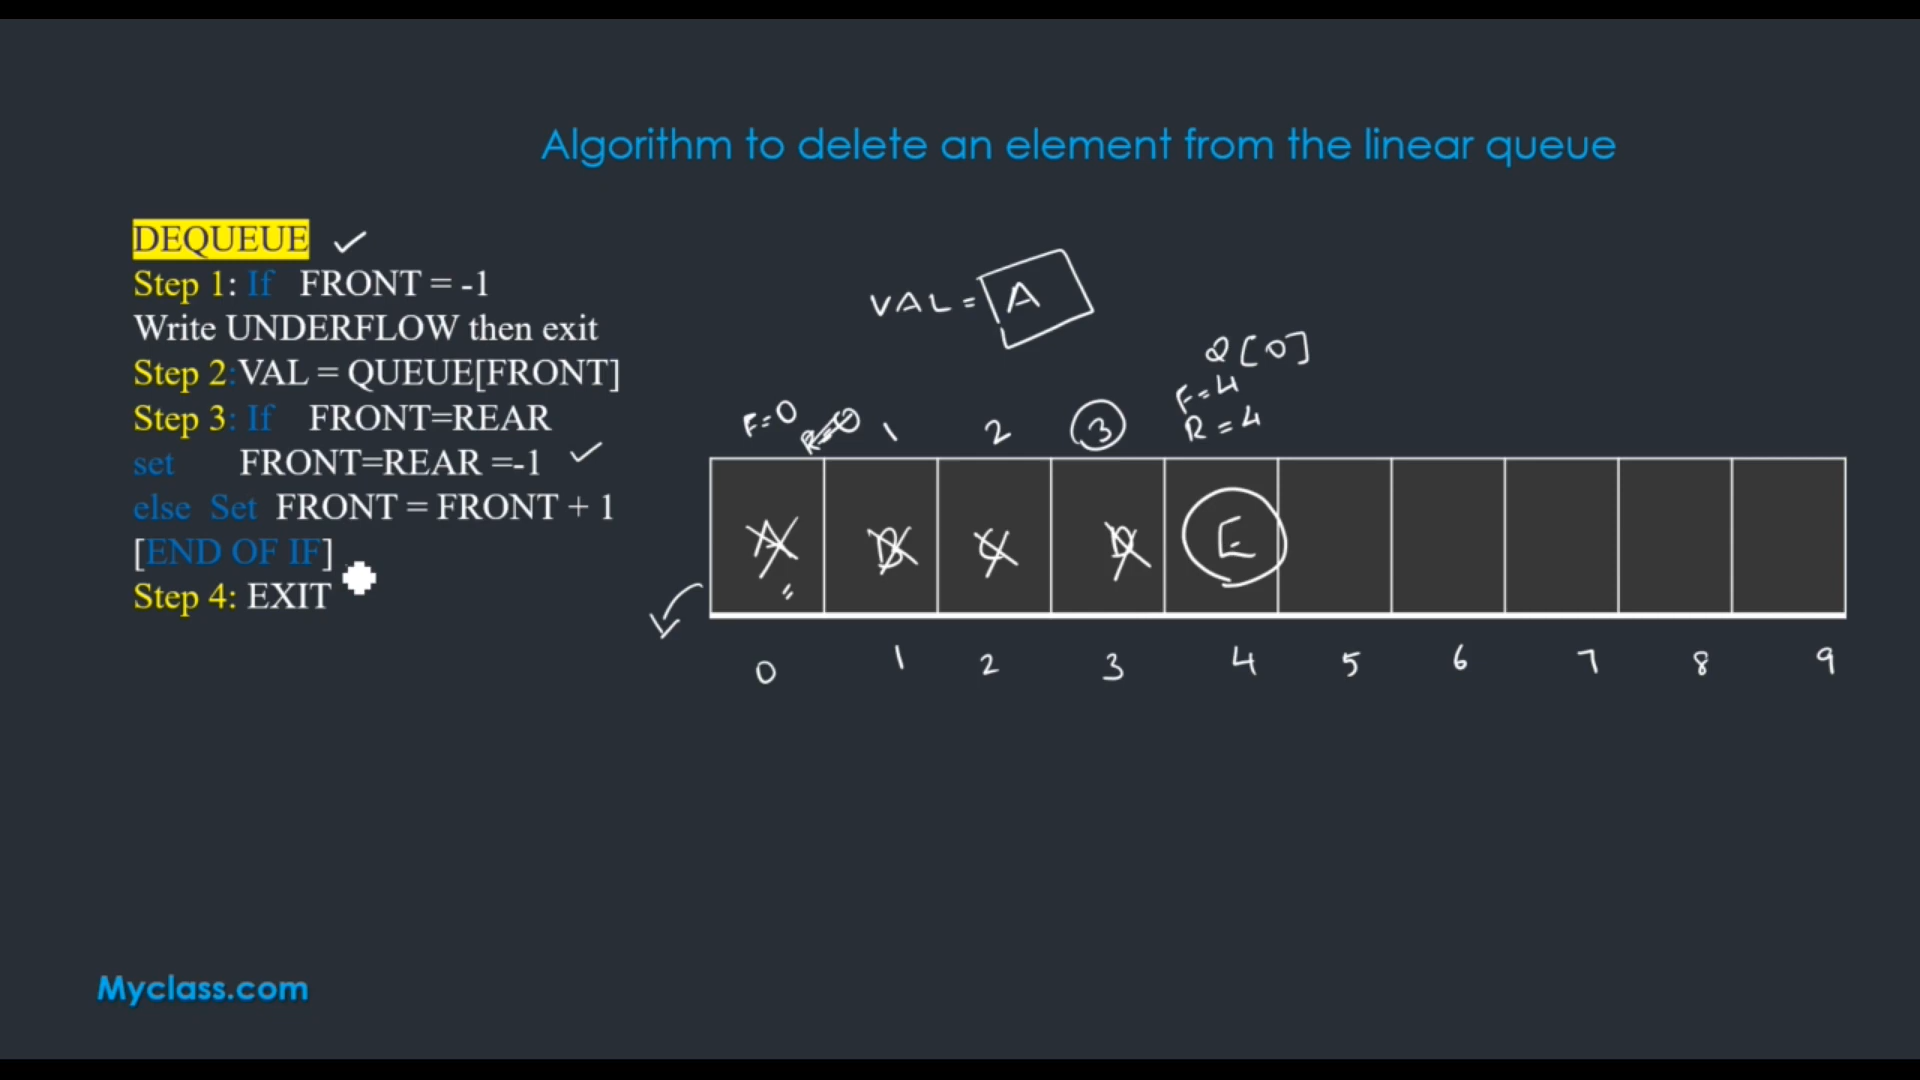 Algorithm to delete an element from the linear queue
DEQUEUE
Step 1: If FRONT = -1
Write UNDERFLOW then exit
Step 2:VAL = QUEUE[FRONT]
Step 3: If FRONT=REAR
set FRONT=REAR =-1
else Set FRONT = FRONT + 1
[END OF IF]
Step 4: EXIT
VAL = A
Q[0]
F=4
R=4
F=0 R=0 1 2 3
A B C D E
0 1 2 3 4 5 6 7 8 9
Myclass.com